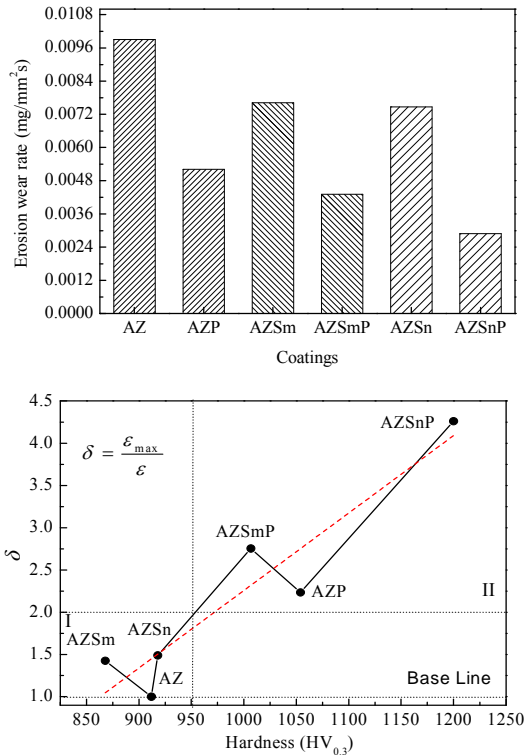 0.0108
0.0096
0.0084
0.0072
0.0060
0.0048
0.0036
0.0024
0.0012
0.0000
Erosion wear rate (mg/mm²s)
AZ AZP AZSm AZSmP AZSn AZSnP
Coatings
4.5
4.0
3.5
3.0
2.5
2.0
1.5
1.0
δ
δ = ε_max / ε
AZSnP
AZSmP
AZP
II
I
AZSm
AZSn
AZ
Base Line
850 900 950 1000 1050 1100 1150 1200 1250
Hardness (HV₀.₃)